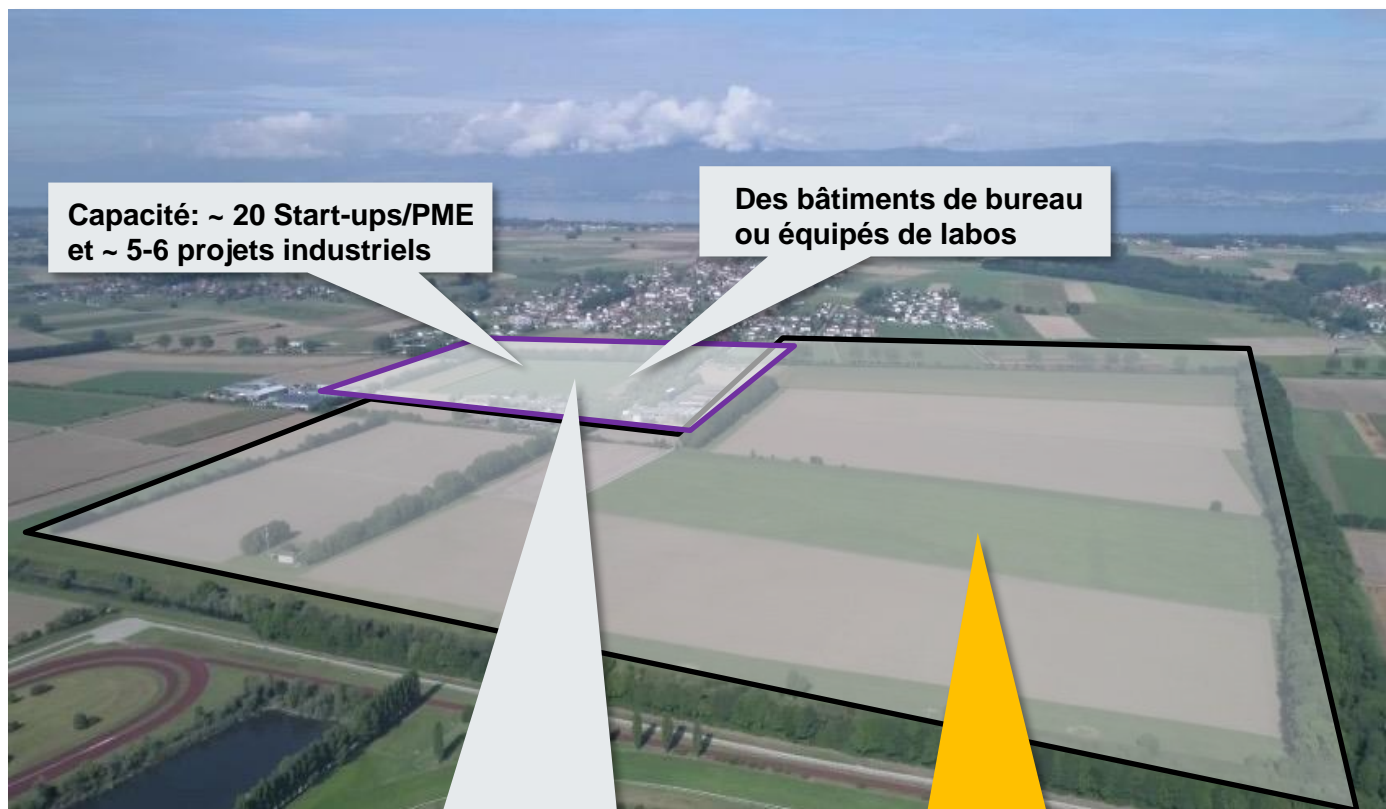 Capacité: ~ 20 Start-ups/PME
et ~ 5-6 projets industriels
Des bâtiments de bureau
ou équipés de labos